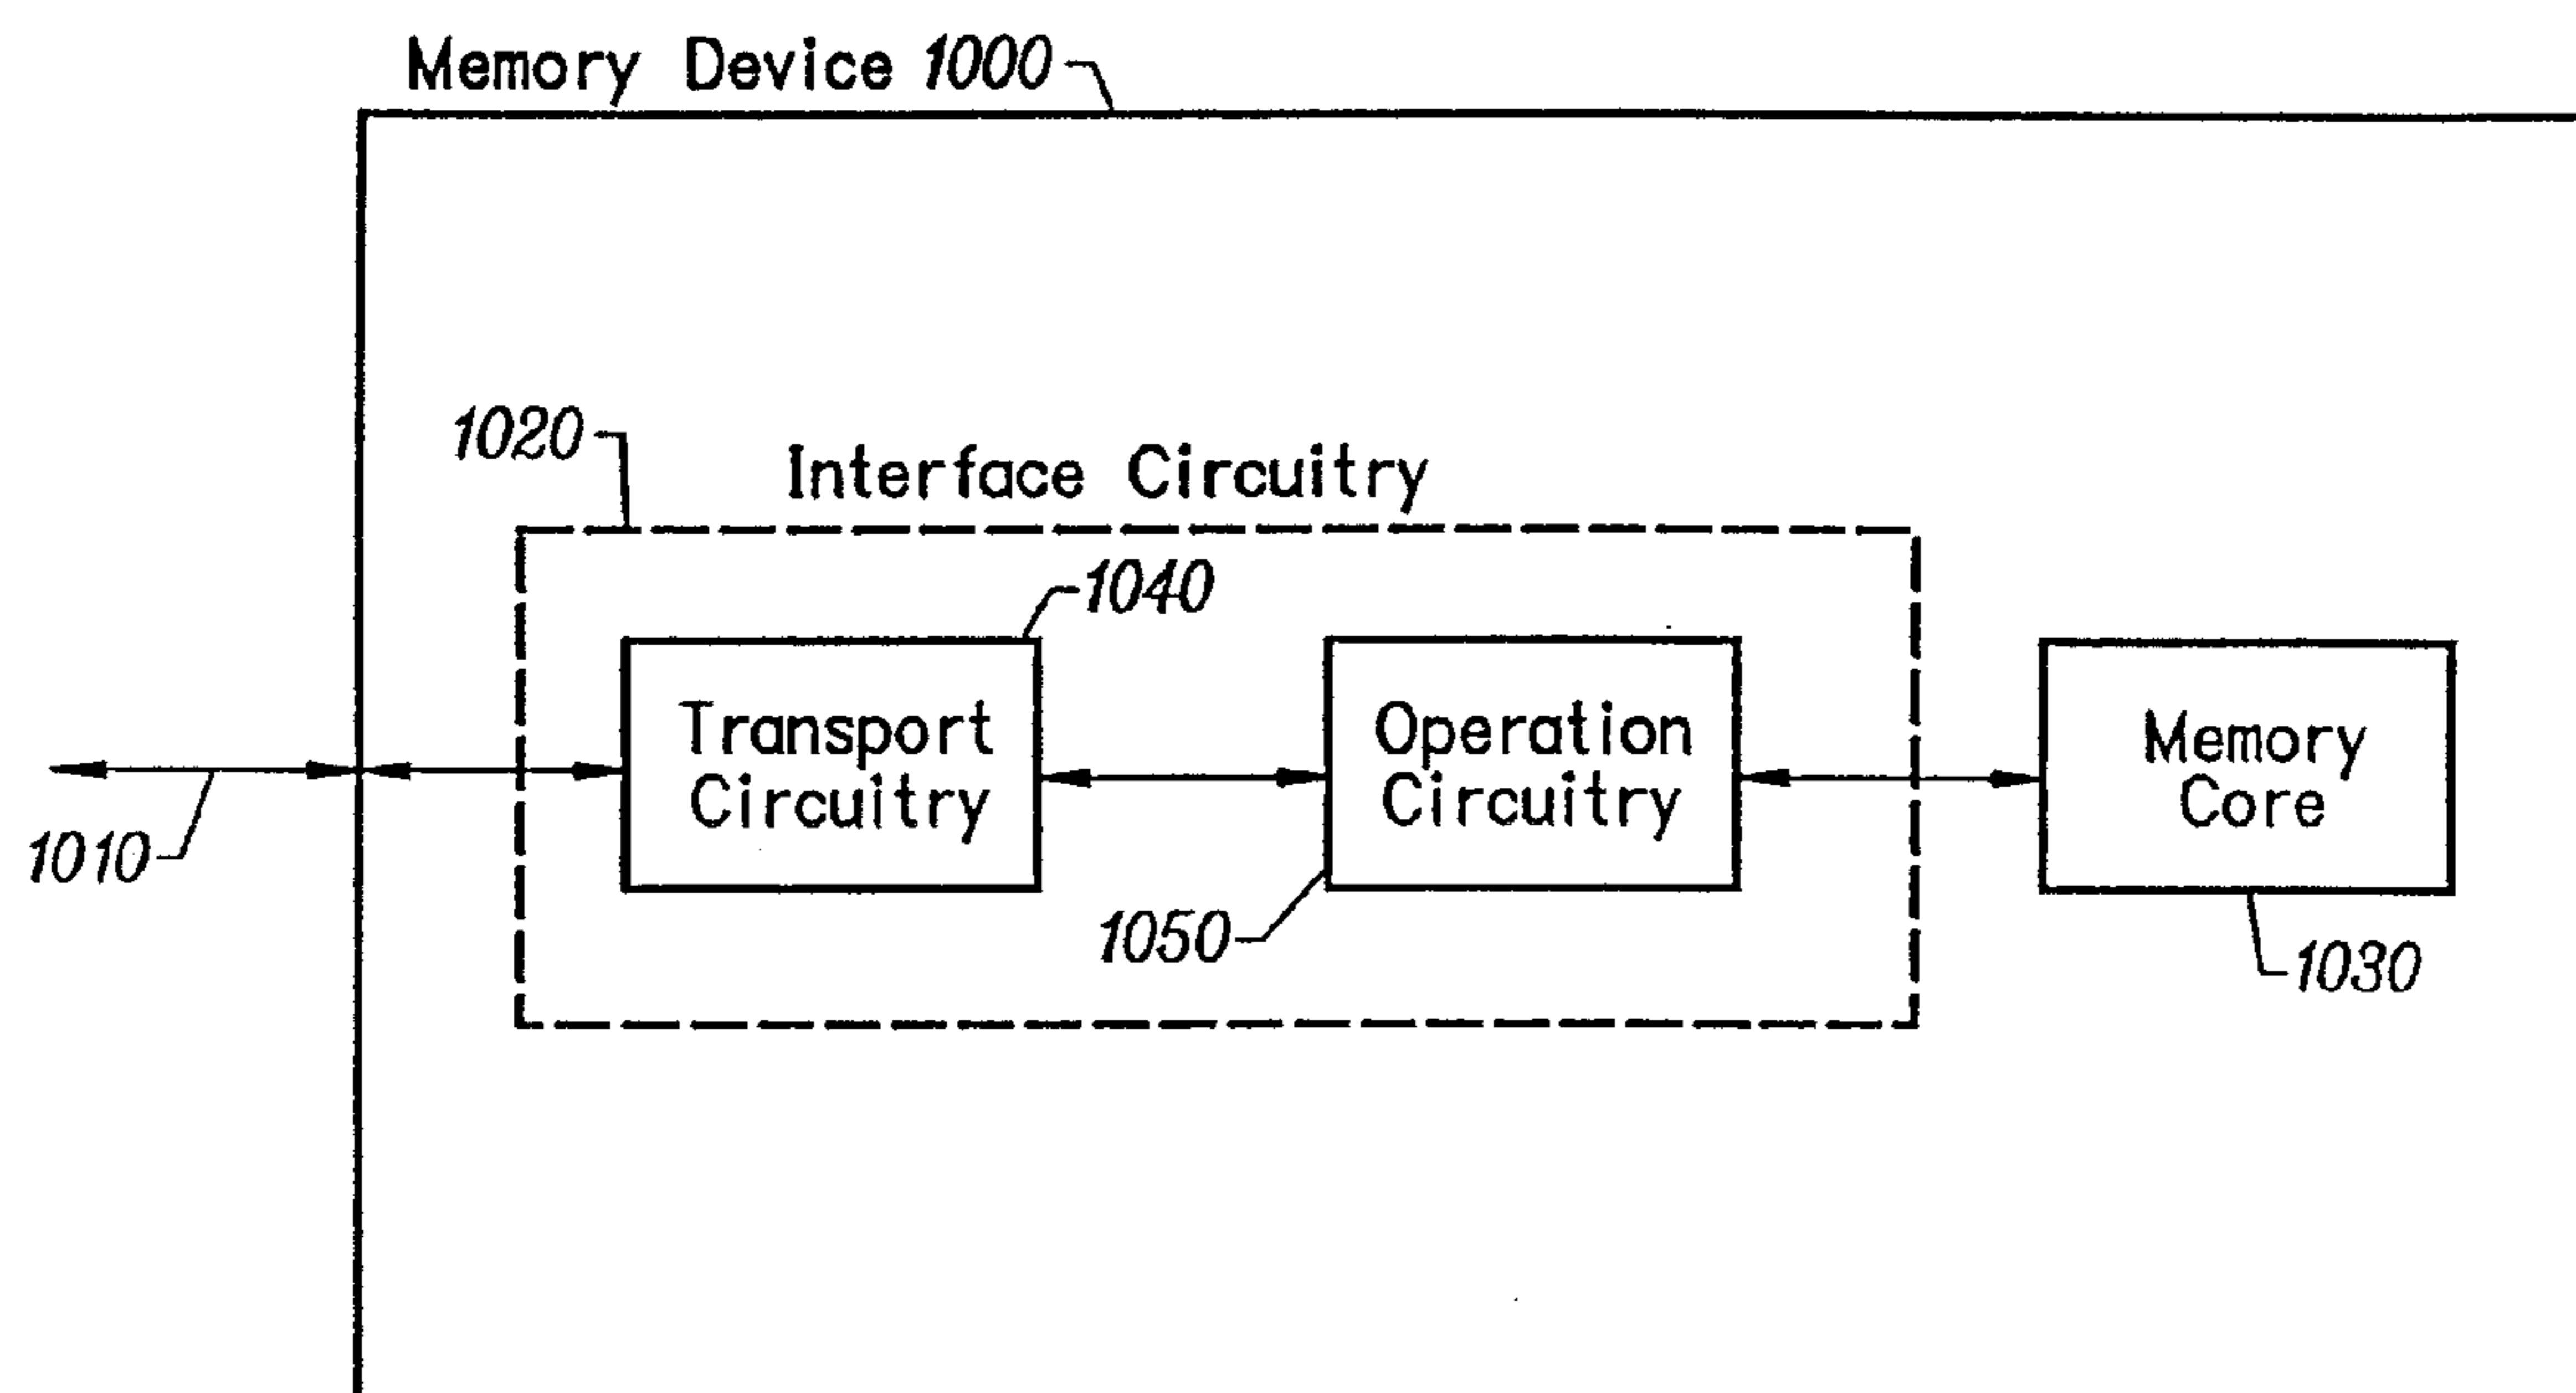 Memory Device 1000
1020
Interface Circuitry
1040
Transport
Circuitry
Operation
Circuitry
Memory
Core
1010
1050
1030